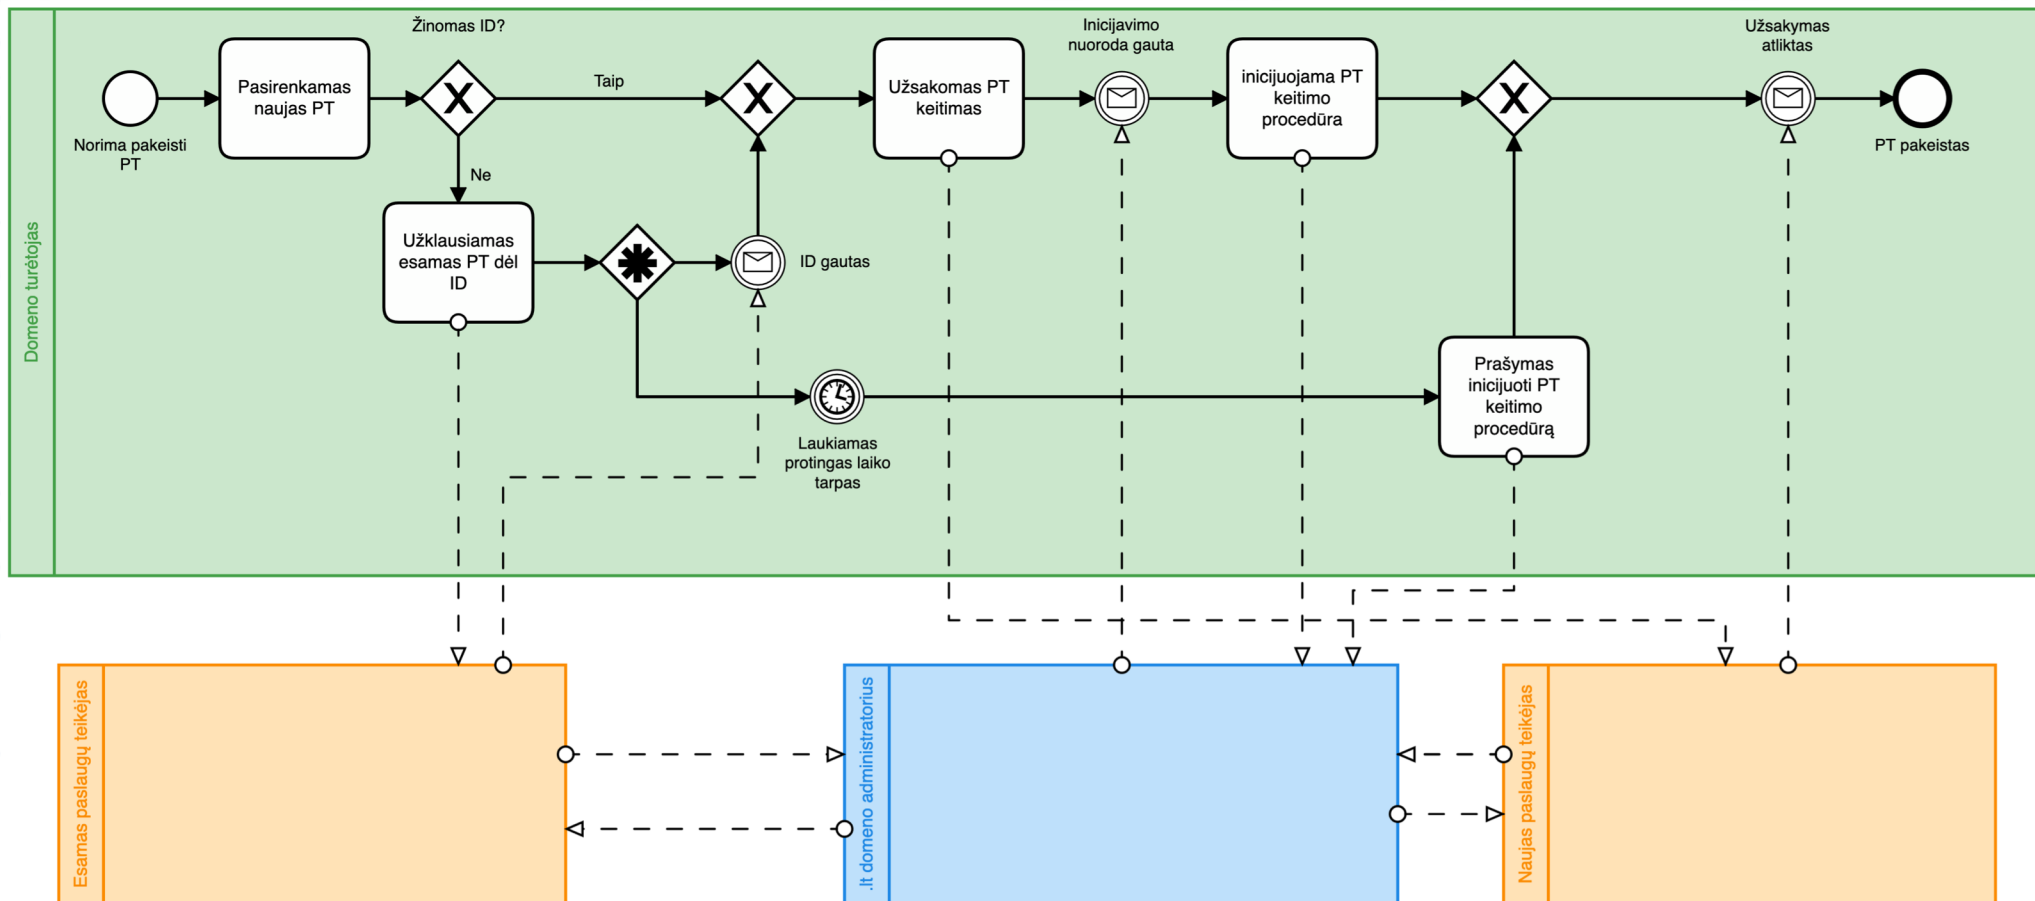 Domeno turėtojas
Žinomas ID?
Inicijavimo
nuoroda gauta
Užsakymas
atliktas
Norima pakeisti
PT
Pasirenkamas
naujas PT
Taip
Užsakomas PT
keitimas
inicijuojama PT
keitimo
procedūra
PT pakeistas
Ne
Užklausiamas
esamas PT dėl
ID
ID gautas
Laukiamas
protingas laiko
tarpas
Prašymas
inicijuoti PT
keitimo
procedūrą
Esamas paslaugų teikėjas
.lt domeno administratorius
Naujas paslaugų teikėjas